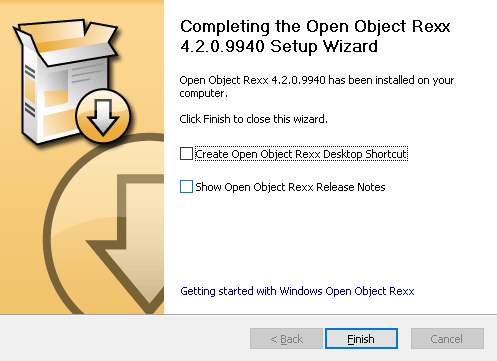 Completing the Open Object Rexx
4.2.0.9940 Setup Wizard
Open Object Rexx 4.2.0.9940 has been installed on your
computer.
Click Finish to close this wizard.
Create Open Object Rexx Desktop Shortcut
Show Open Object Rexx Release Notes
Getting started with Windows Open Object Rexx
< Back
Finish
Cancel